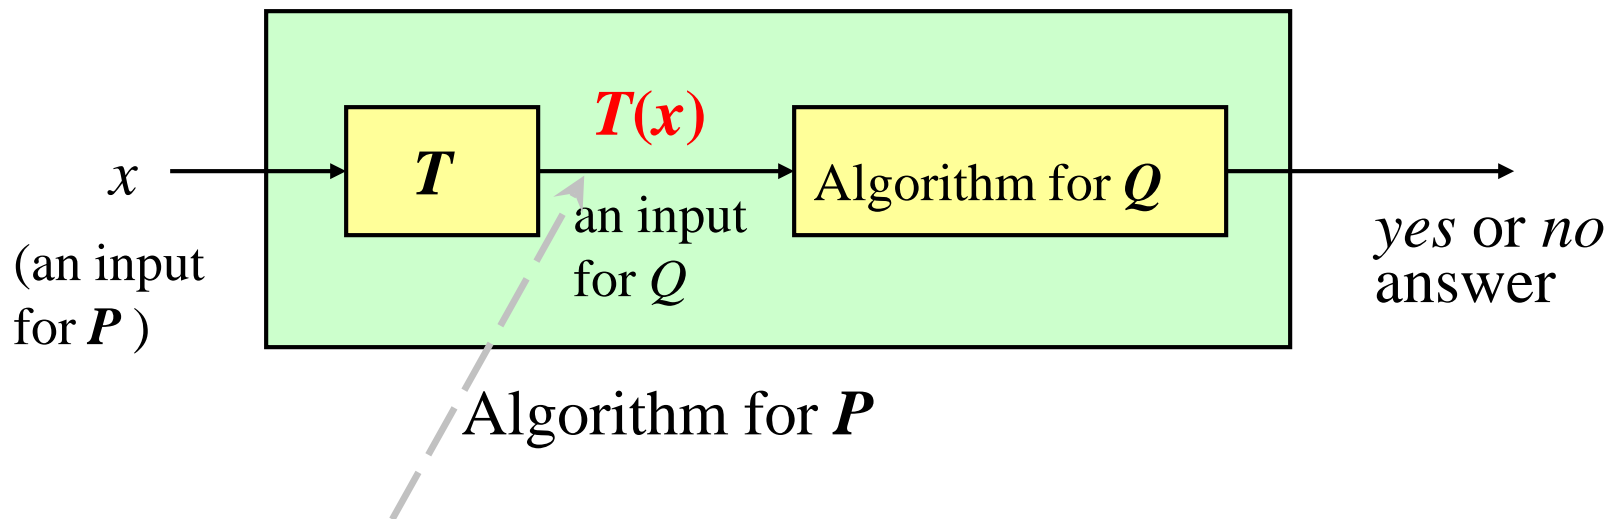 T(x)
x
T
Algorithm for Q
an input
for Q
yes or no
answer
(an input
for P )
Algorithm for P